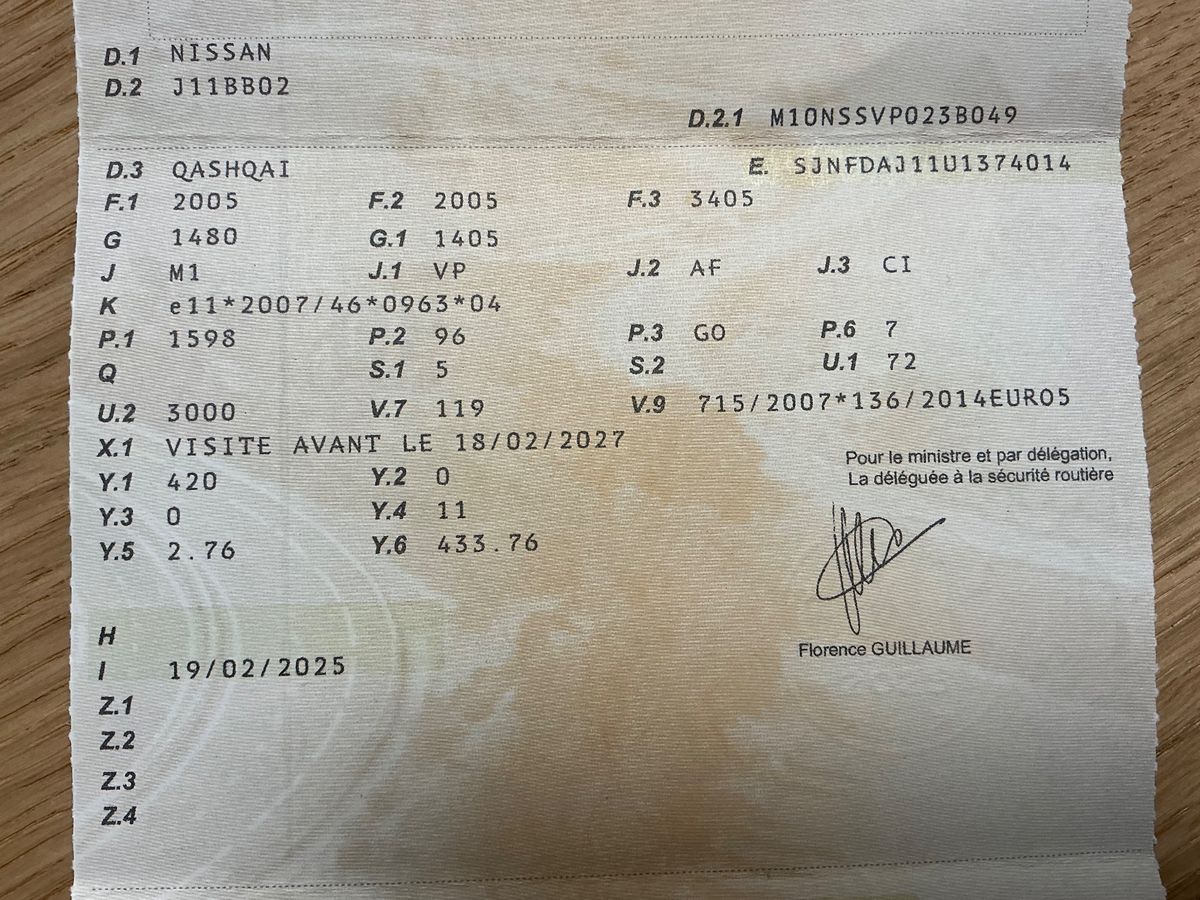 D.1 NISSAN
D.2 J11BB02
D.2.1 M10NSSVP023B049
D.3 QASHQAI E. SJNFDAJ11U1374014
F.1 2005 F.2 2005 F.3 3405
G 1480 G.1 1405
J M1 J.1 VP J.2 AF J.3 CI
K e11*2007/46*0963*04
P.1 1598 P.2 96 P.3 GO P.6 7
Q S.1 5 S.2 U.1 72
U.2 3000 V.7 119 V.9 715/2007*136/2014EURO5
X.1 VISITE AVANT LE 18/02/2027
Y.1 420 Y.2 0
Y.3 0 Y.4 11
Y.5 2.76 Y.6 433.76
Pour le ministre et par délégation,
La déléguée à la sécurité routière
Florence GUILLAUME
H
I 19/02/2025
Z.1
Z.2
Z.3
Z.4